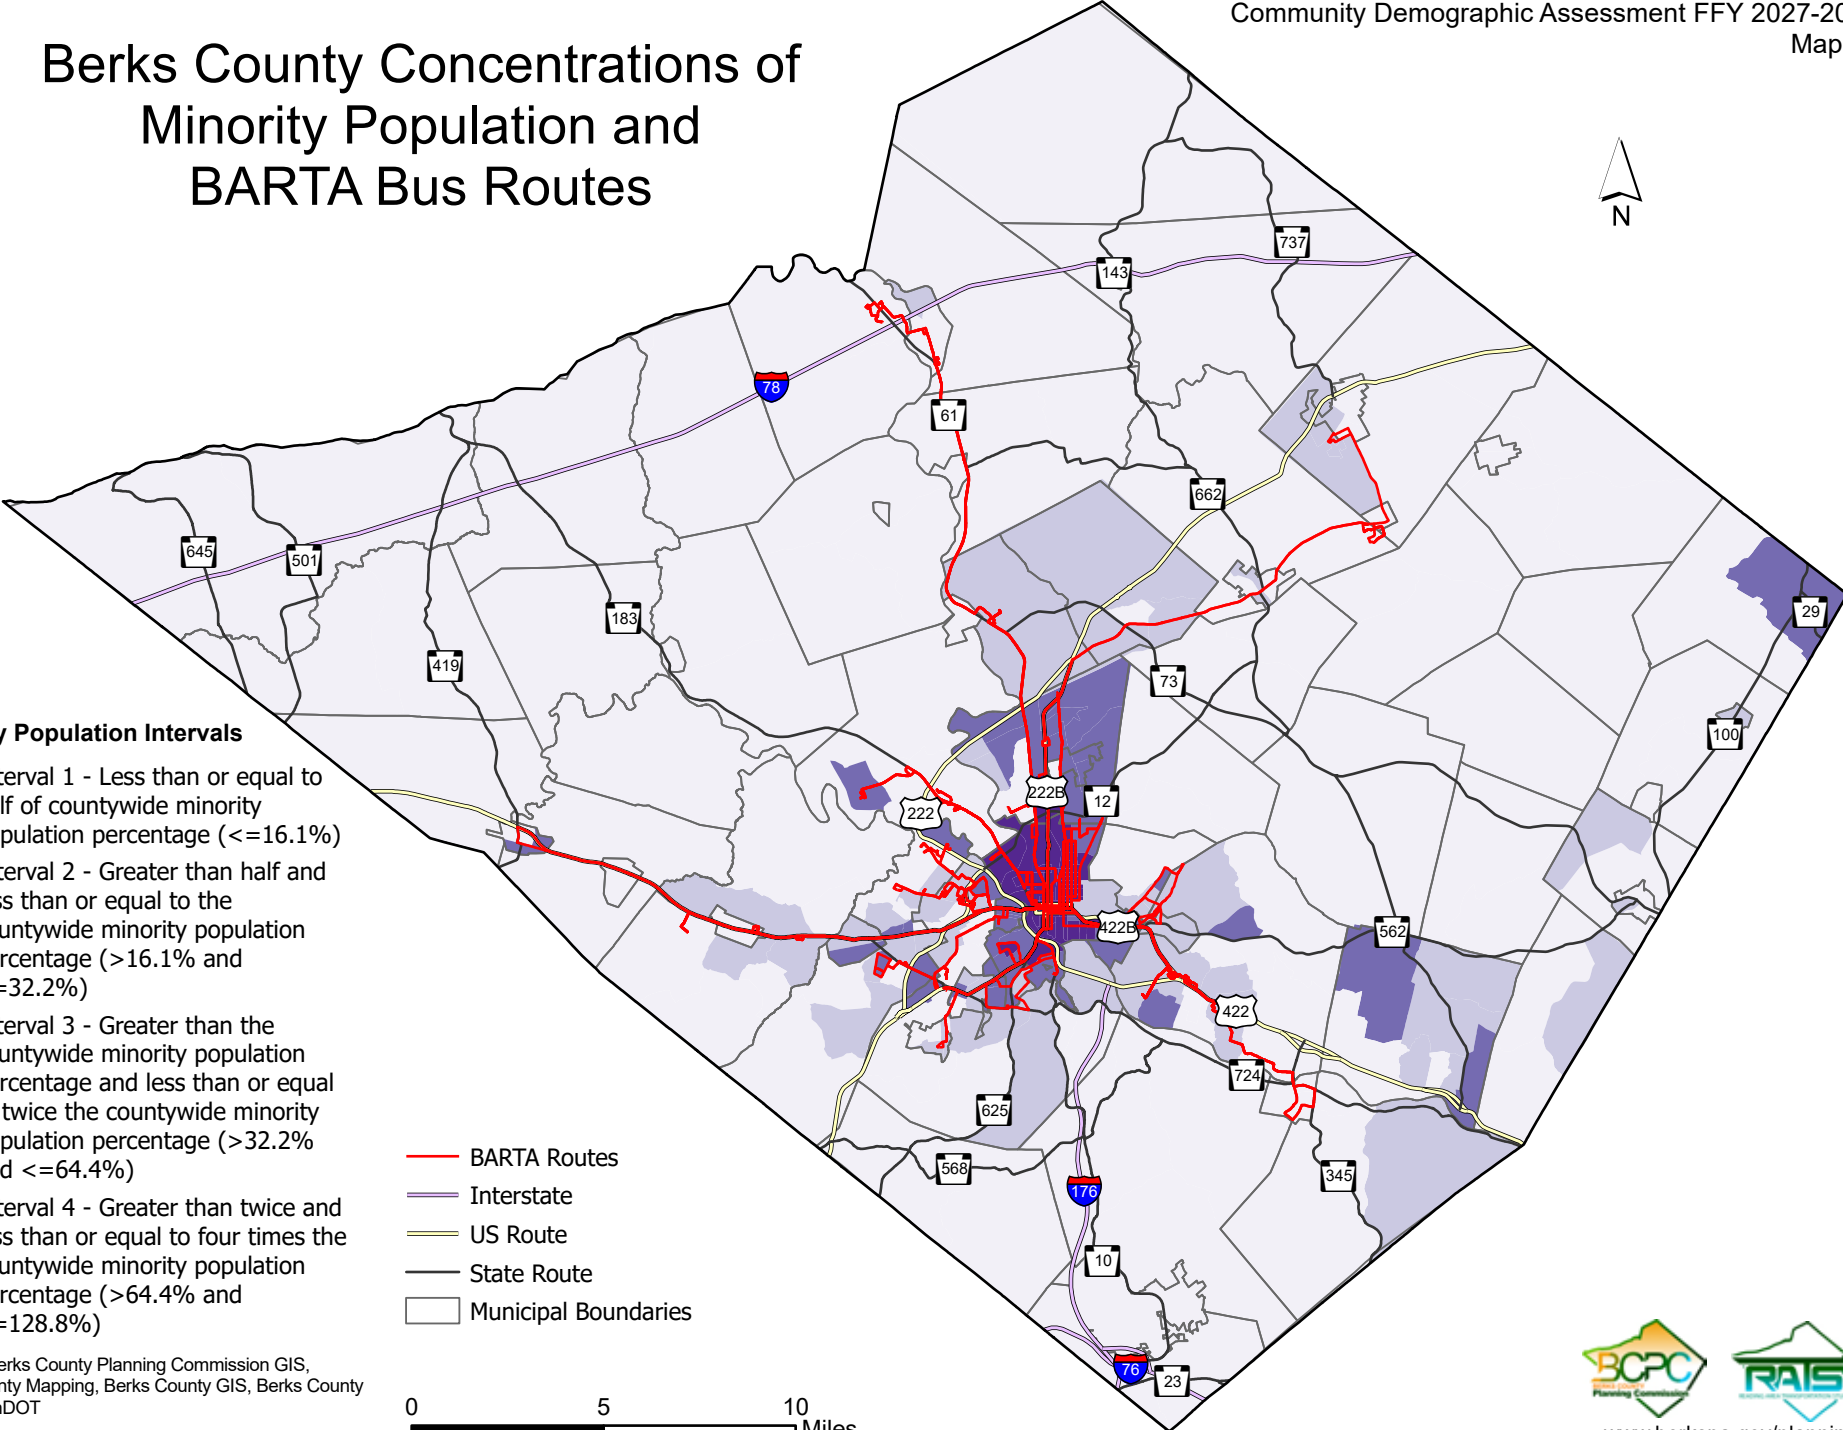 Community Demographic Assessment FFY 2027-20
Map
Berks County Concentrations of
Minority Population and
BARTA Bus Routes
N
737
143
78
61
662
645
501
183
419
29
73
100
222B
12
222
422B
562
422
724
625
568
345
176
10
76
23
y Population Intervals
terval 1 - Less than or equal to
lf of countywide minority
pulation percentage (<=16.1%)
terval 2 - Greater than half and
ss than or equal to the
untywide minority population
ercentage (>16.1% and
=32.2%)
terval 3 - Greater than the
untywide minority population
ercentage and less than or equal
twice the countywide minority
pulation percentage (>32.2%
d <=64.4%)
terval 4 - Greater than twice and
ss than or equal to four times the
untywide minority population
ercentage (>64.4% and
=128.8%)
BARTA Routes
Interstate
US Route
State Route
Municipal Boundaries
erks County Planning Commission GIS,
nty Mapping, Berks County GIS, Berks County
nDOT
0 5 10
Miles
BCPC
Planning Commission
RATS